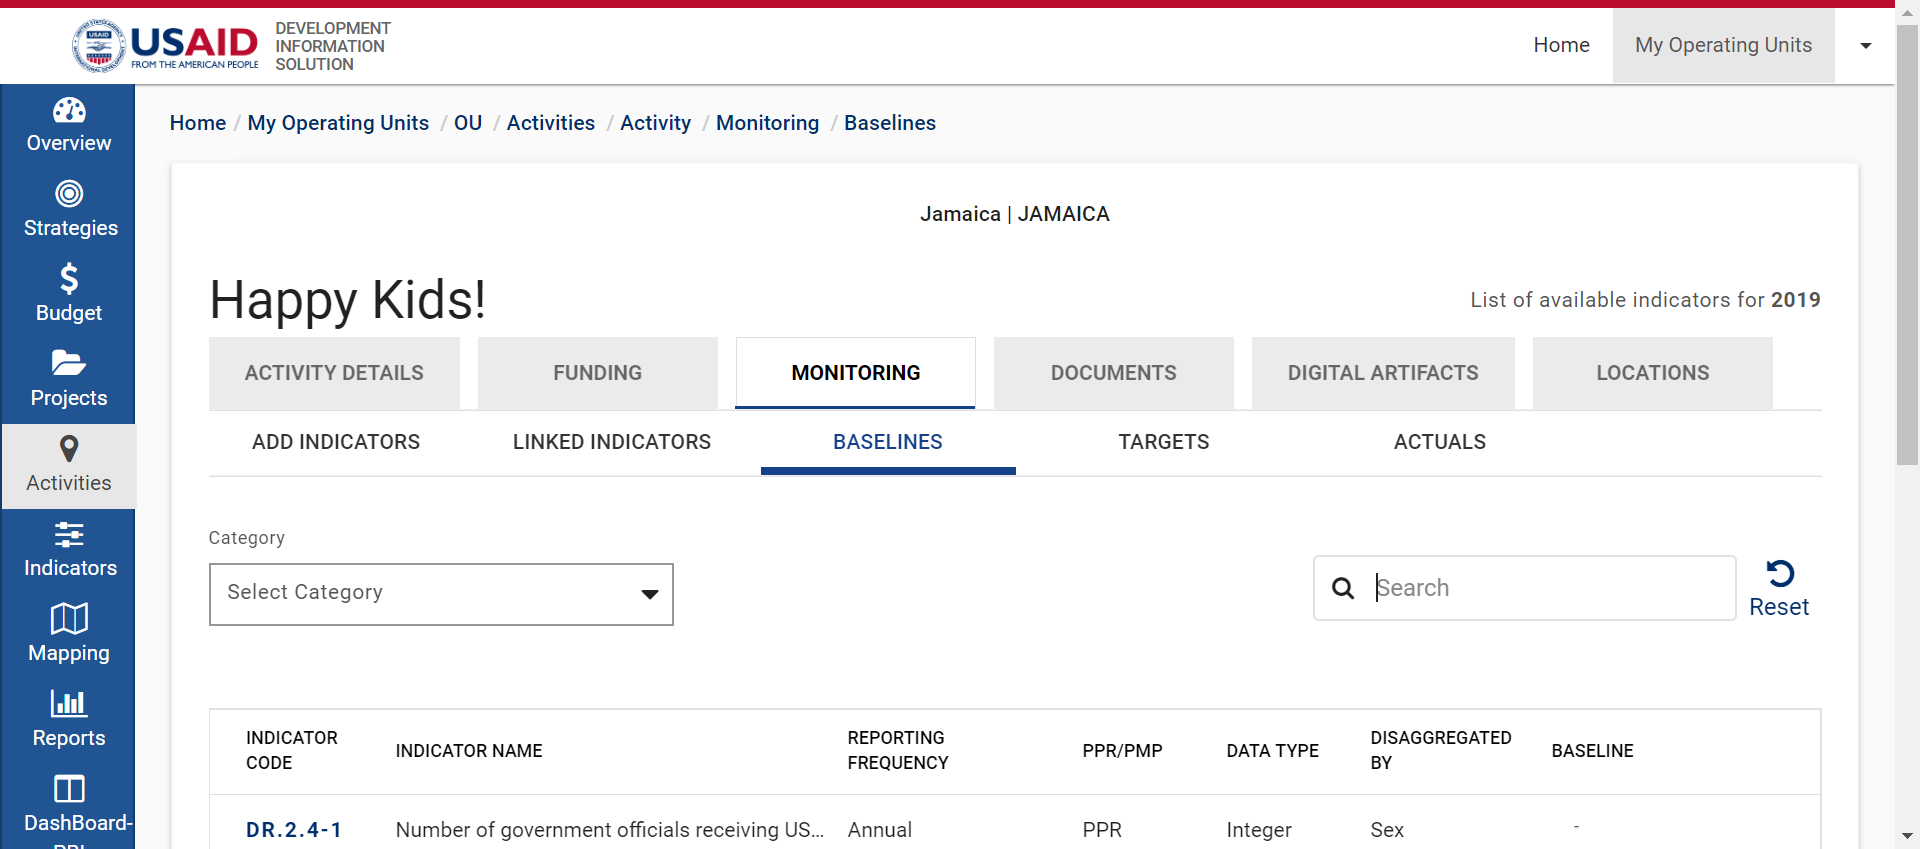 USAID
FROM THE AMERICAN PEOPLE
DEVELOPMENT
INFORMATION
SOLUTION
Home
My Operating Units
Overview
Strategies
Budget
Projects
Activities
Indicators
Mapping
Reports
DashBoard-
Home / My Operating Units / OU / Activities / Activity / Monitoring / Baselines
Jamaica | JAMAICA
Happy Kids!
List of available indicators for 2019
ACTIVITY DETAILS
FUNDING
MONITORING
DOCUMENTS
DIGITAL ARTIFACTS
LOCATIONS
ADD INDICATORS
LINKED INDICATORS
BASELINES
TARGETS
ACTUALS
Category
Select Category
Search
Reset
INDICATOR CODE
INDICATOR NAME
REPORTING FREQUENCY
PPR/PMP
DATA TYPE
DISAGGREGATED BY
BASELINE
DR.2.4-1
Number of government officials receiving US...
Annual
PPR
Integer
Sex
-